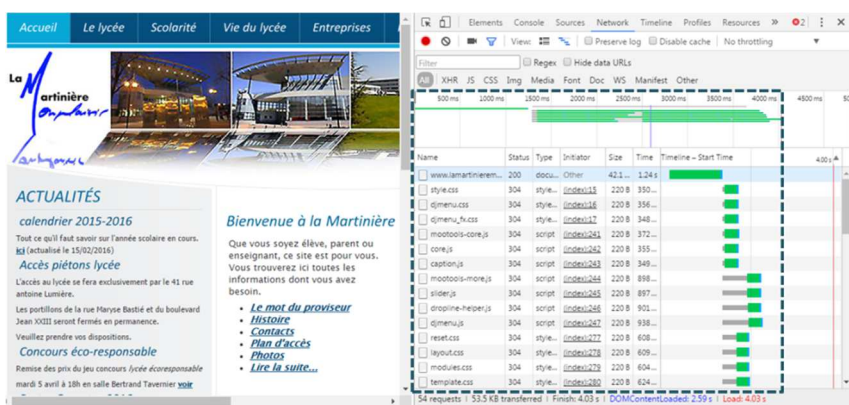 Accueil Le lycée Scolarité Vie du lycée Entreprises
La Martinière
Monplaisir
ACTUALITÉS
calendrier 2015-2016
Tout ce qu'il faut savoir sur l'année scolaire en cours.
ici (actualisé le 15/02/2016)
Accès piétons lycée
L'accès au lycée se fera exclusivement par le 41 rue
antoine Lumière.
Les portillons de la rue Maryse Bastié et du boulevard
Jean XXIII seront fermés en permanence.
Veuillez prendre vos dispositions.
Concours éco-responsable
Remise des prix du jeu concours lycée écoresponsable
mardi 5 avril à 18h en salle Bertrand Tavernier voir
Bienvenue à la Martinière
Que vous soyez élève, parent ou
enseignant, ce site est pour vous.
Vous trouverez ici toutes les
informations dont vous avez
besoin.
• Le mot du proviseur
• Histoire
• Contacts
• Plan d'accès
• Photos
• Lire la suite...
Elements Console Sources Network Timeline Profiles Resources » 2
View: Preserve log Disable cache No throttling
Filter Regex Hide data URLs
All XHR JS CSS Img Media Font Doc WS Manifest Other
500 ms 1000 ms 1500 ms 2000 ms 2500 ms 3000 ms 3500 ms 4000 ms 4500 ms
Name Status Type Initiator Size Time Timeline – Start Time 4.00 s
www.lamartinierem... 200 docu... Other 42.1... 1.24 s
style.css 304 style... (index):15 220 B 350...
djmenu.css 304 style... (index):16 220 B 356...
djmenu_fx.css 304 style... (index):17 220 B 348...
mootools-core.js 304 script (index):241 220 B 372...
core.js 304 script (index):242 220 B 355...
caption.js 304 script (index):243 220 B 349...
mootools-more.js 304 script (index):244 220 B 898...
slider.js 304 script (index):245 220 B 897...
dropline-helper.js 304 script (index):246 220 B 901...
djmenu.js 304 script (index):247 220 B 938...
reset.css 304 style... (index):277 220 B 608...
layout.css 304 style... (index):278 220 B 609...
modules.css 304 style... (index):279 220 B 604...
template.css 304 style... (index):280 220 B 624...
54 requests | 53.5 KB transferred | Finish: 4.03 s | DOMContentLoaded: 2.59 s | Load: 4.03 s